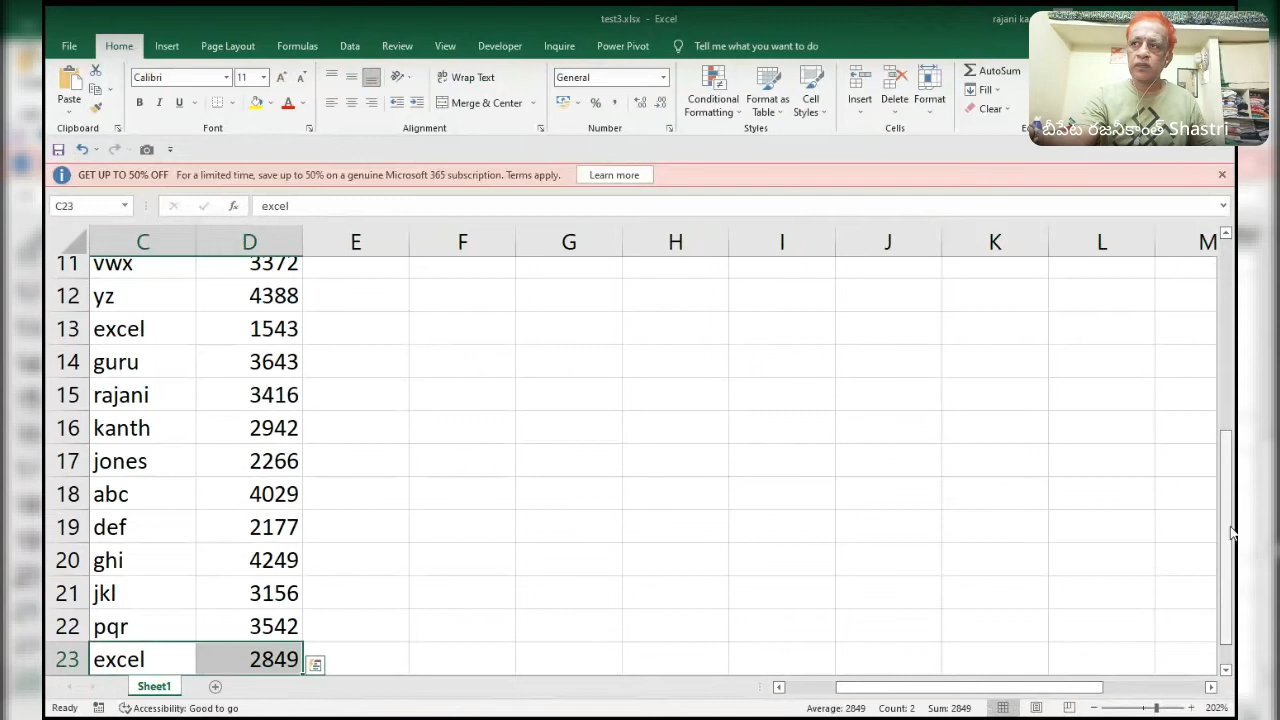 test3.xlsx - Excel
rajani ka
File Home Insert Page Layout Formulas Data Review View Developer Inquire Power Pivot Tell me what you want to do
Paste
Calibri 11
B I U
Wrap Text
Merge & Center
General
Conditional Formatting
Format as Table
Cell Styles
Insert Delete Format
AutoSum
Fill
Clear
Clipboard Font Alignment Number Styles Cells
బీపేట రజనీకాంత్ Shastri
GET UP TO 50% OFF For a limited time, save up to 50% on a genuine Microsoft 365 subscription. Terms apply. Learn more
C23 fx excel
C D E F G H I J K L M
11 vwx 3372
12 yz 4388
13 excel 1543
14 guru 3643
15 rajani 3416
16 kanth 2942
17 jones 2266
18 abc 4029
19 def 2177
20 ghi 4249
21 jkl 3156
22 pqr 3542
23 excel 2849
Sheet1
Ready Accessibility: Good to go Average: 2849 Count: 2 Sum: 2849 202%